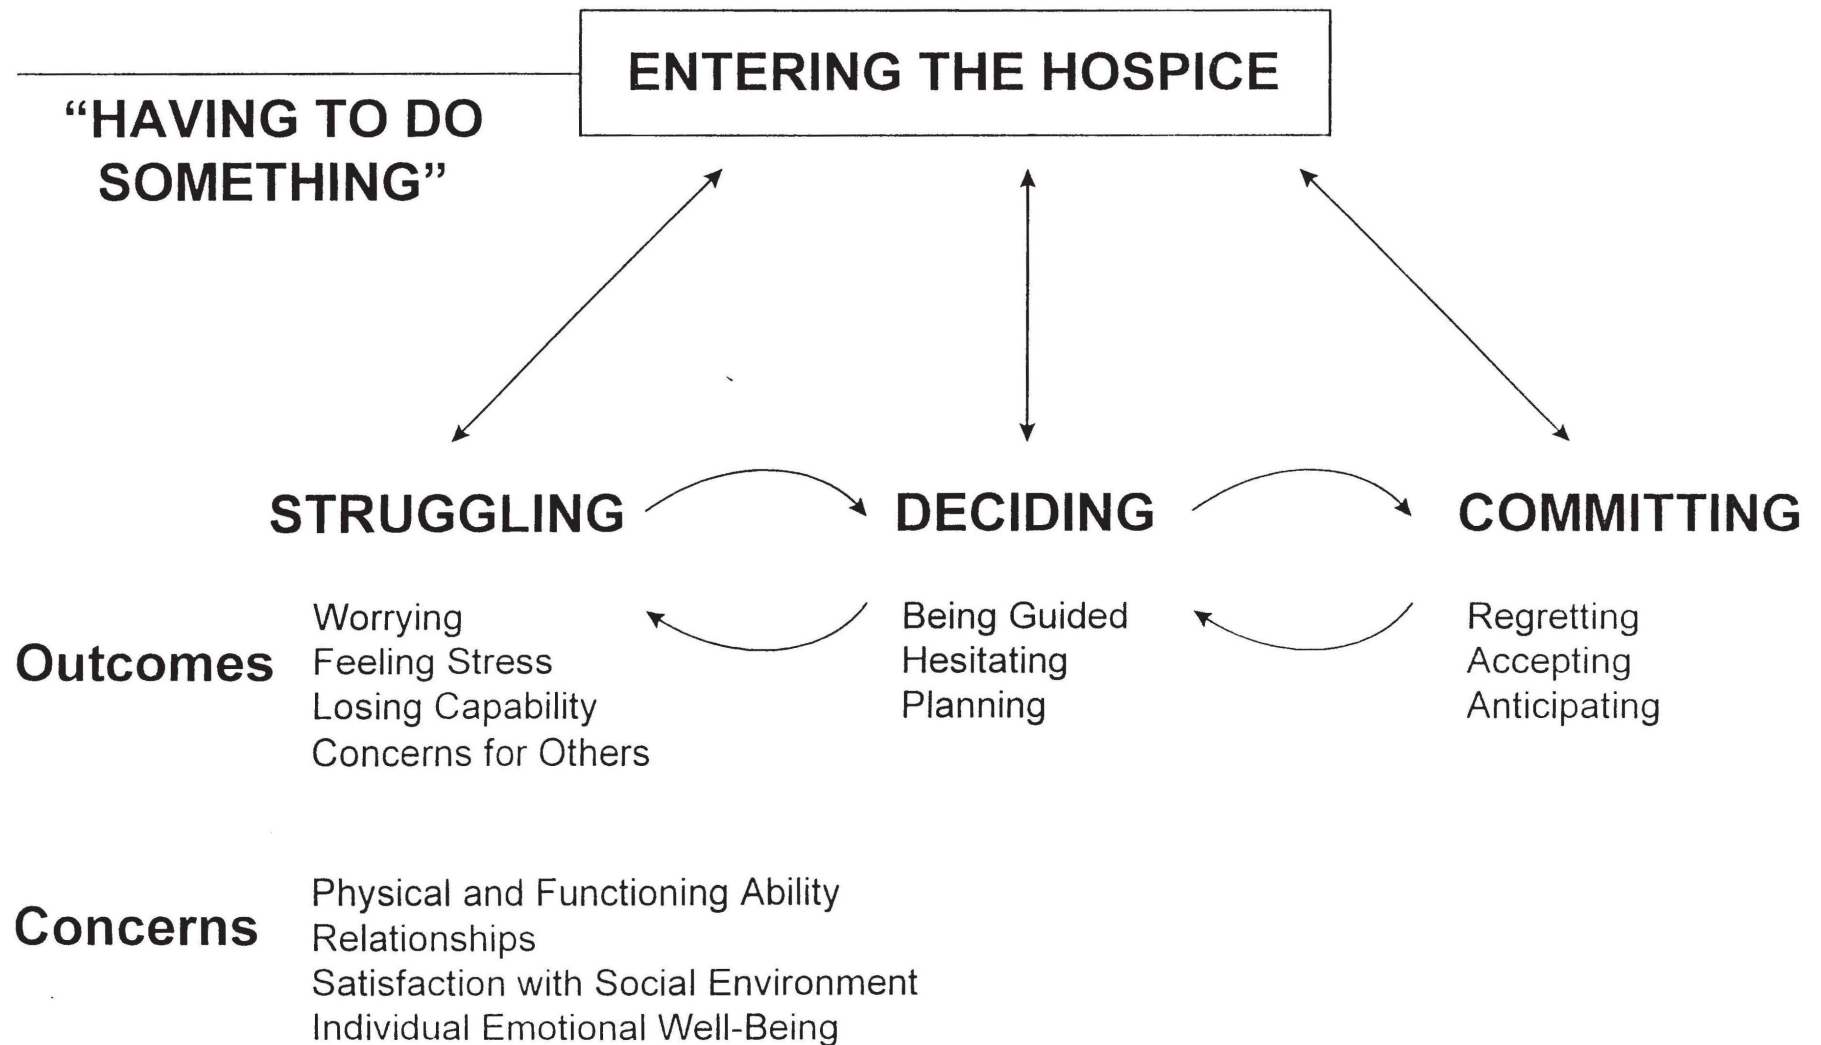 ENTERING THE HOSPICE
“HAVING TO DO
SOMETHING”
STRUGGLING
DECIDING
COMMITTING
Outcomes
Worrying
Feeling Stress
Losing Capability
Concerns for Others
Being Guided
Hesitating
Planning
Regretting
Accepting
Anticipating
Concerns
Physical and Functioning Ability
Relationships
Satisfaction with Social Environment
Individual Emotional Well-Being